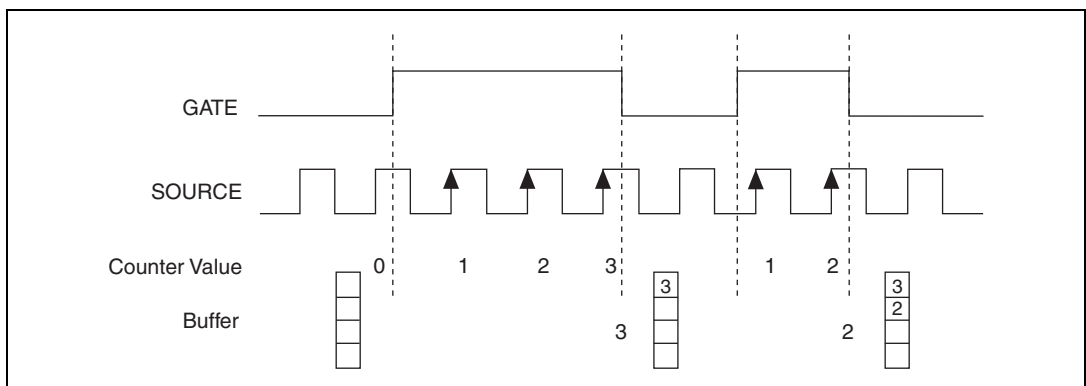 GATE
SOURCE
Counter Value 0 1 2 3 1 2
3 3
2
Buffer 3 2